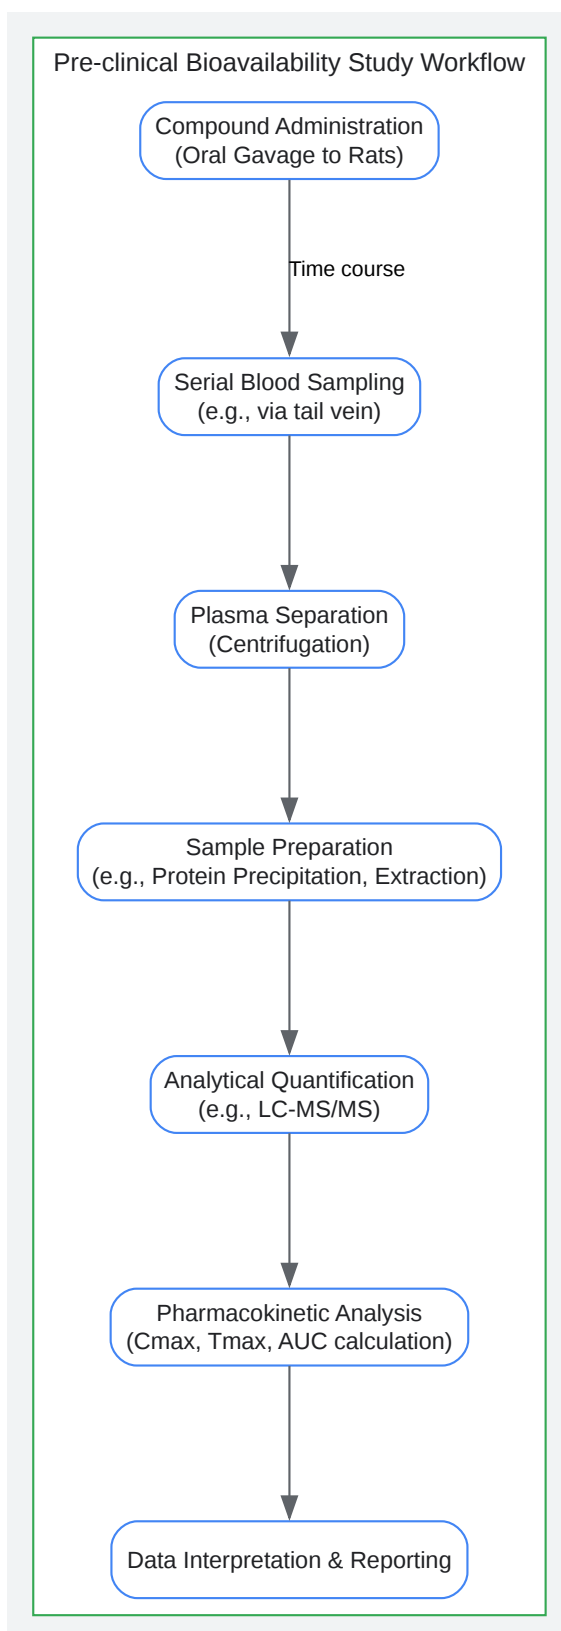 Pre-clinical Bioavailability Study Workflow
Compound Administration
(Oral Gavage to Rats)
Time course
Serial Blood Sampling
(e.g., via tail vein)
Plasma Separation
(Centrifugation)
Sample Preparation
(e.g., Protein Precipitation, Extraction)
Analytical Quantification
(e.g., LC-MS/MS)
Pharmacokinetic Analysis
(Cmax, Tmax, AUC calculation)
Data Interpretation & Reporting